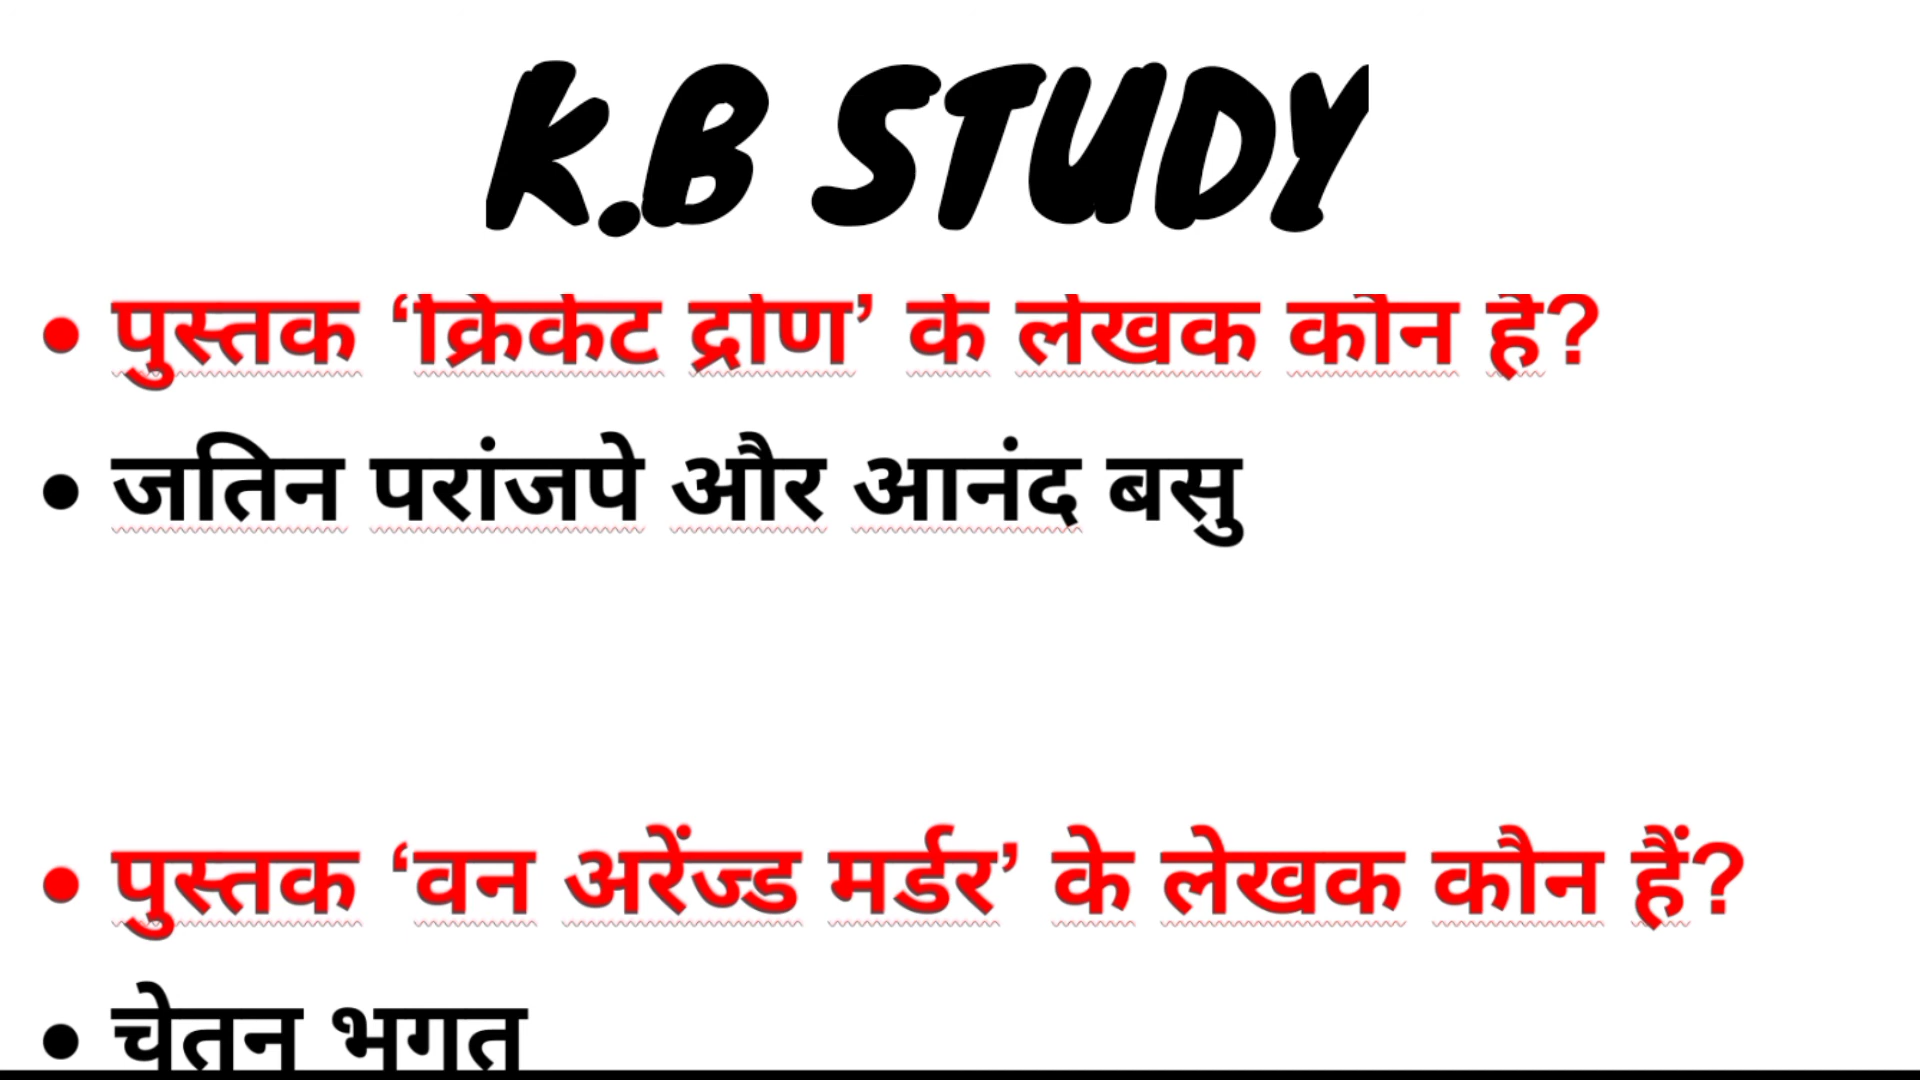 K.B STUDY
• पुस्तक ‘क्रिकेट द्रोण’ के लेखक कौन हैं?
• जतिन परांजपे और आनंद बसु
• पुस्तक ‘वन अरेंज्ड मर्डर’ के लेखक कौन हैं?
• चेतन भगत